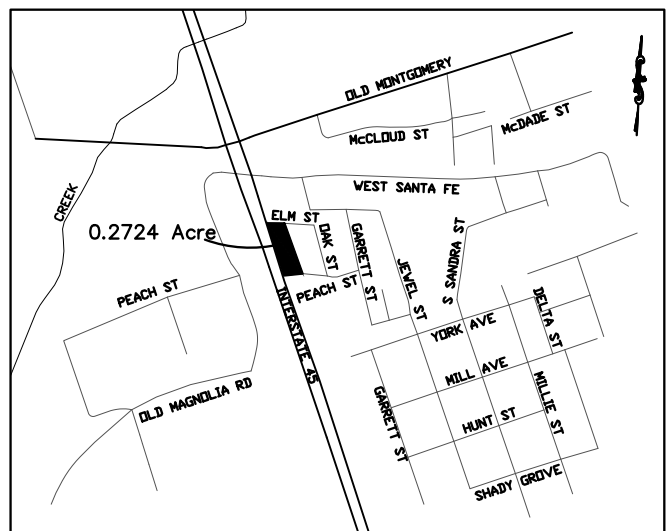 OLD MONTGOMERY
McCLOUD ST
McDADE ST
WEST SANTA FE
CREEK
ELM ST
0.2724 Acre
OAK ST
GARRETT ST
JEWEL ST
S SANDRA ST
PEACH ST
PEACH ST
INTERSTATE 45
DELTA ST
YORK AVE
MILL AVE
OLD MAGNOLIA RD
GARRETT ST
HUNT ST
MILLIE ST
SHADY GROVE